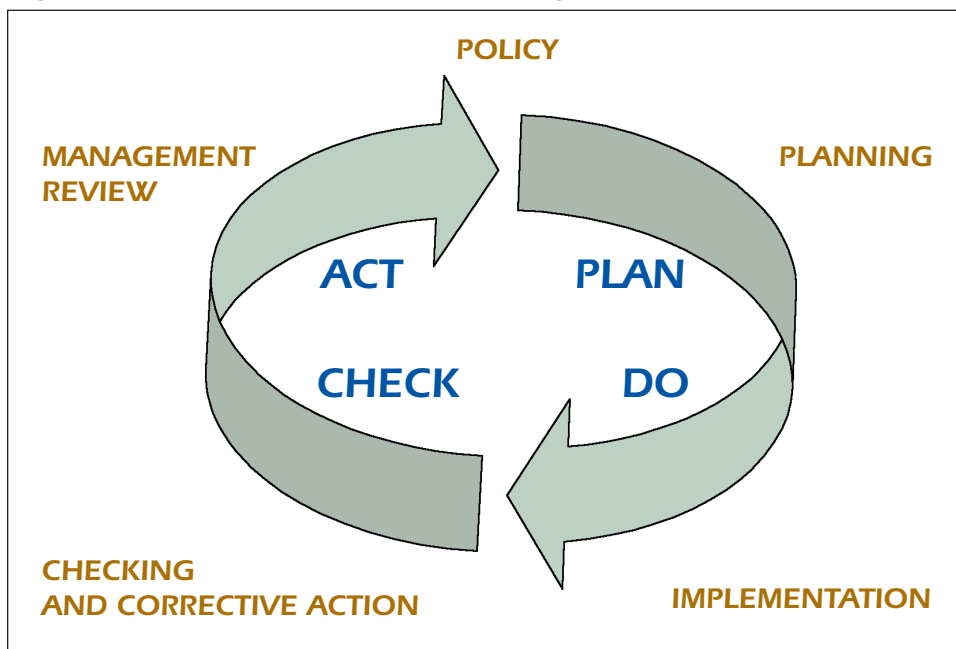 POLICY
MANAGEMENT
REVIEW
PLANNING
ACT
PLAN
CHECK
DO
CHECKING
AND CORRECTIVE ACTION
IMPLEMENTATION